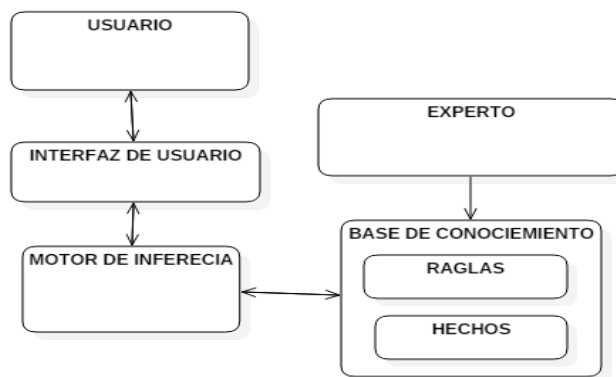 USUARIO
EXPERTO
INTERFAZ DE USUARIO
MOTOR DE INFERECIA
BASE DE CONOCIEMIENTO
RAGLAS
HECHOS